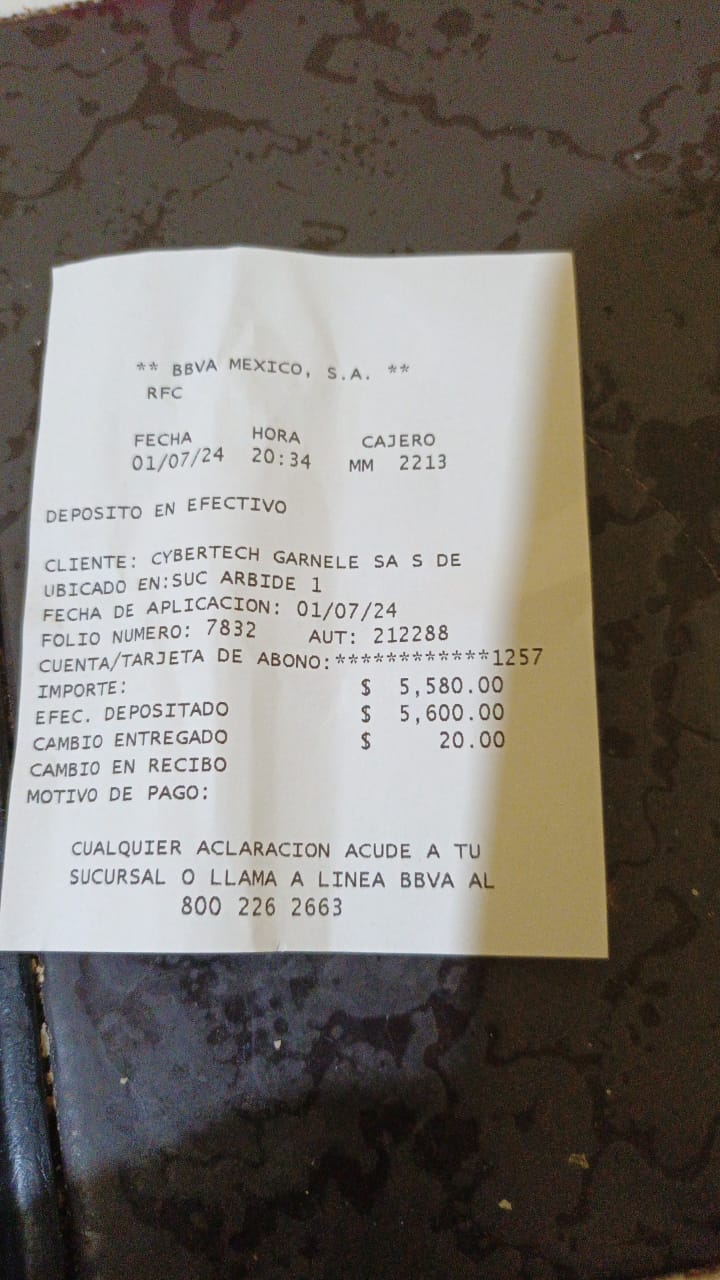 ** BBVA MEXICO, S.A. **
RFC
FECHA HORA CAJERO
01/07/24 20:34 MM 2213
DEPOSITO EN EFECTIVO
CLIENTE: CYBERTECH GARNELE SA S DE
UBICADO EN:SUC ARBIDE 1
FECHA DE APLICACION: 01/07/24
FOLIO NUMERO: 7832 AUT: 212288
CUENTA/TARJETA DE ABONO:************1257
IMPORTE: $ 5,580.00
EFEC. DEPOSITADO $ 5,600.00
CAMBIO ENTREGADO $ 20.00
CAMBIO EN RECIBO
MOTIVO DE PAGO:
CUALQUIER ACLARACION ACUDE A TU
SUCURSAL O LLAMA A LINEA BBVA AL
800 226 2663